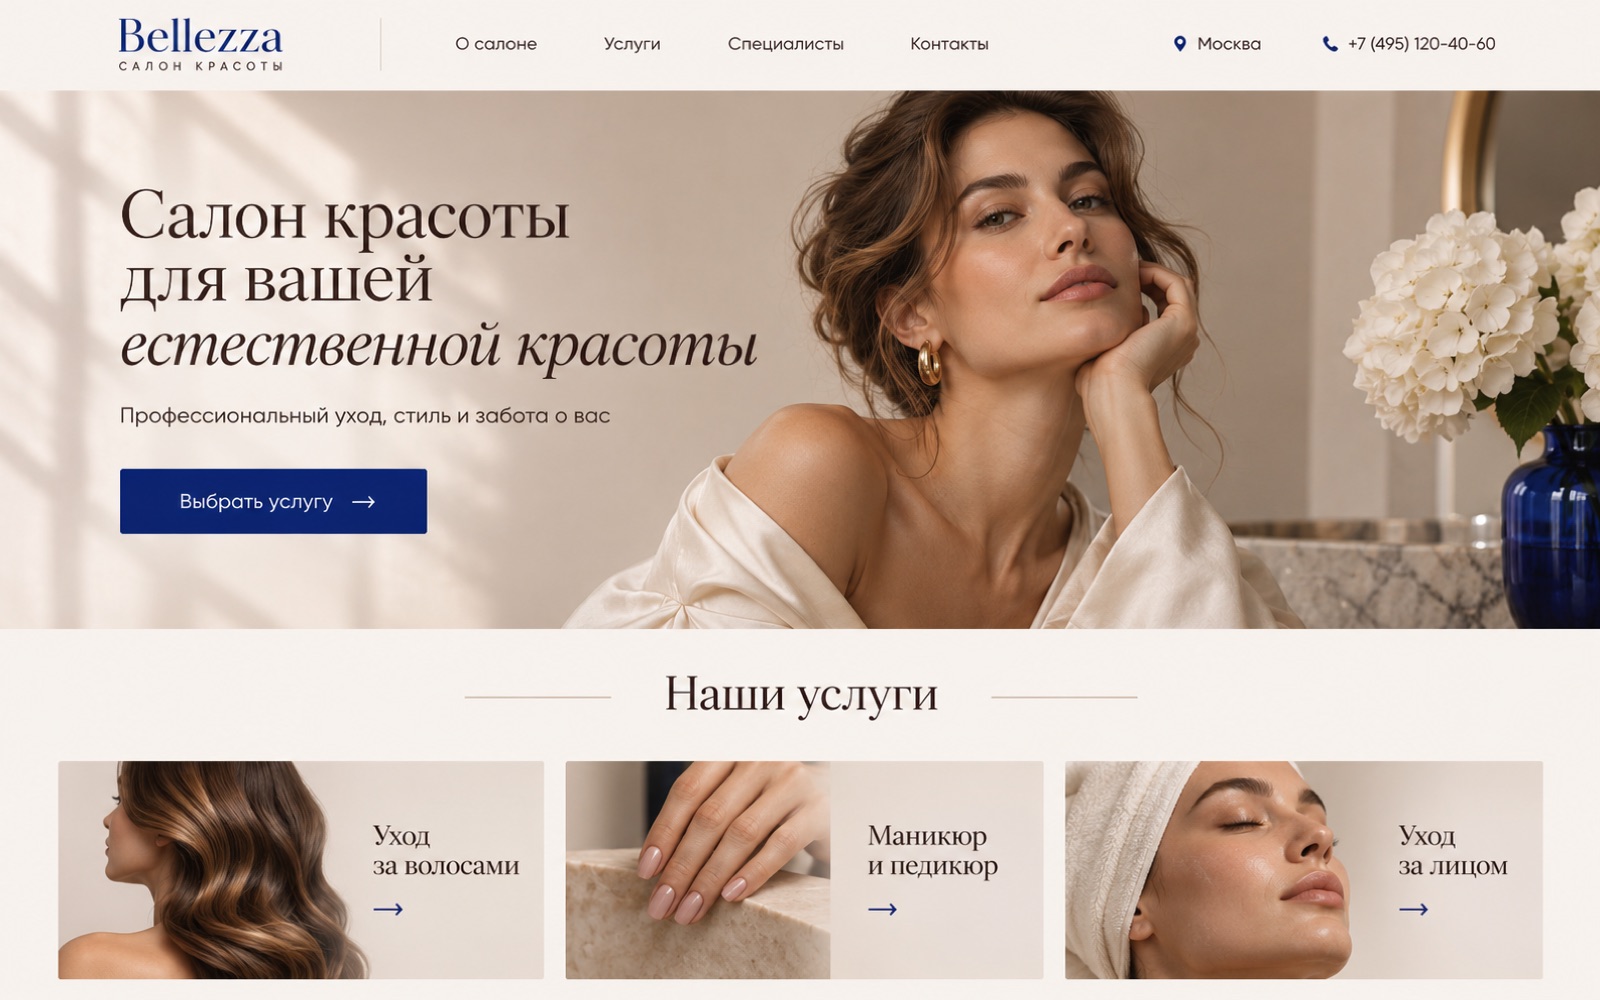 Bellezza
САЛОН КРАСОТЫ
О салоне
Услуги
Специалисты
Контакты
Москва
+7 (495) 120-40-60
Салон красоты
для вашей
естественной красоты
Профессиональный уход, стиль и забота о вас
Выбрать услугу
Наши услуги
Уход
за волосами
Маникюр
и педикюр
Уход
за лицом